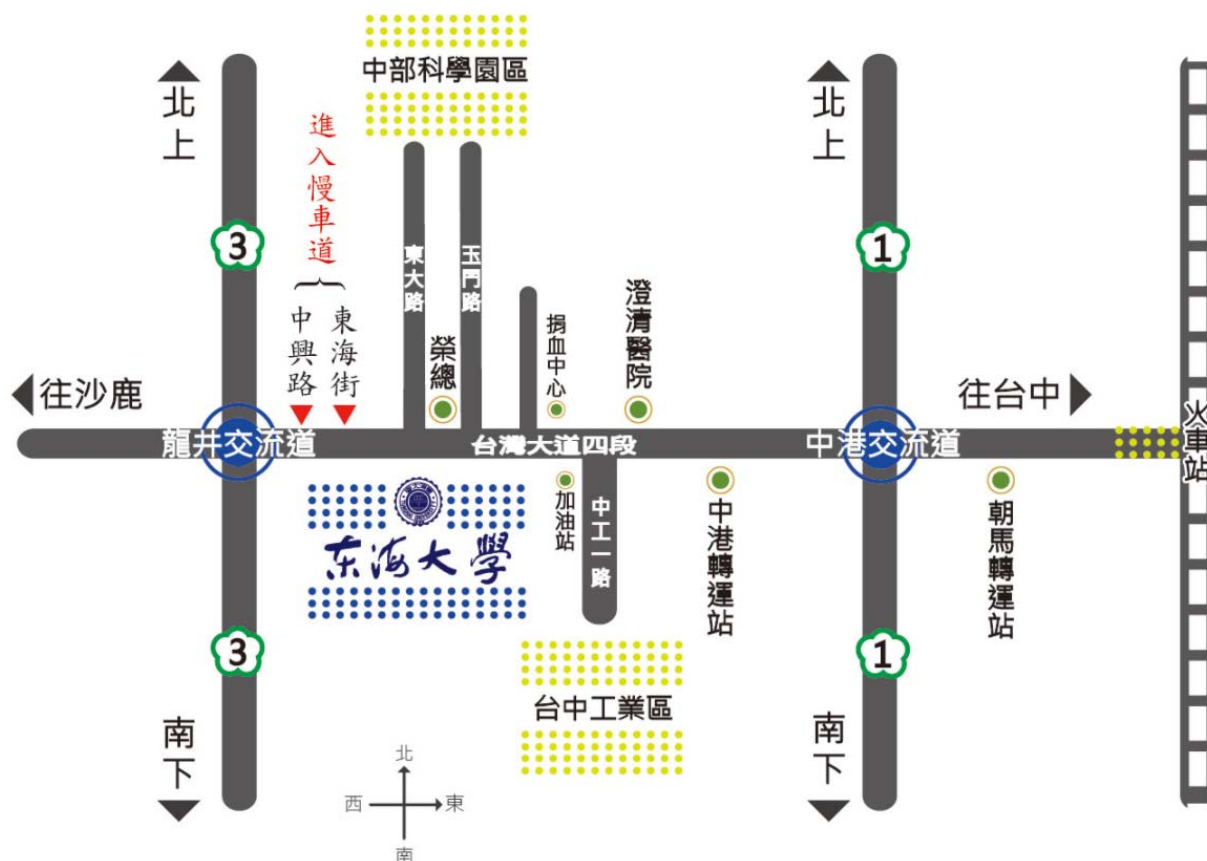 中部科學園區
北上
進入慢車道
北上
3
1
東大路
玉門路
中興路
東海街
榮總
捐血中心
澄清醫院
往沙鹿
往台中
火車站
龍井交流道
台灣大道四段
中港交流道
加油站
中工一路
中港轉運站
朝馬轉運站
东海大學
3
1
台中工業區
南下
南下
北
西
東
南